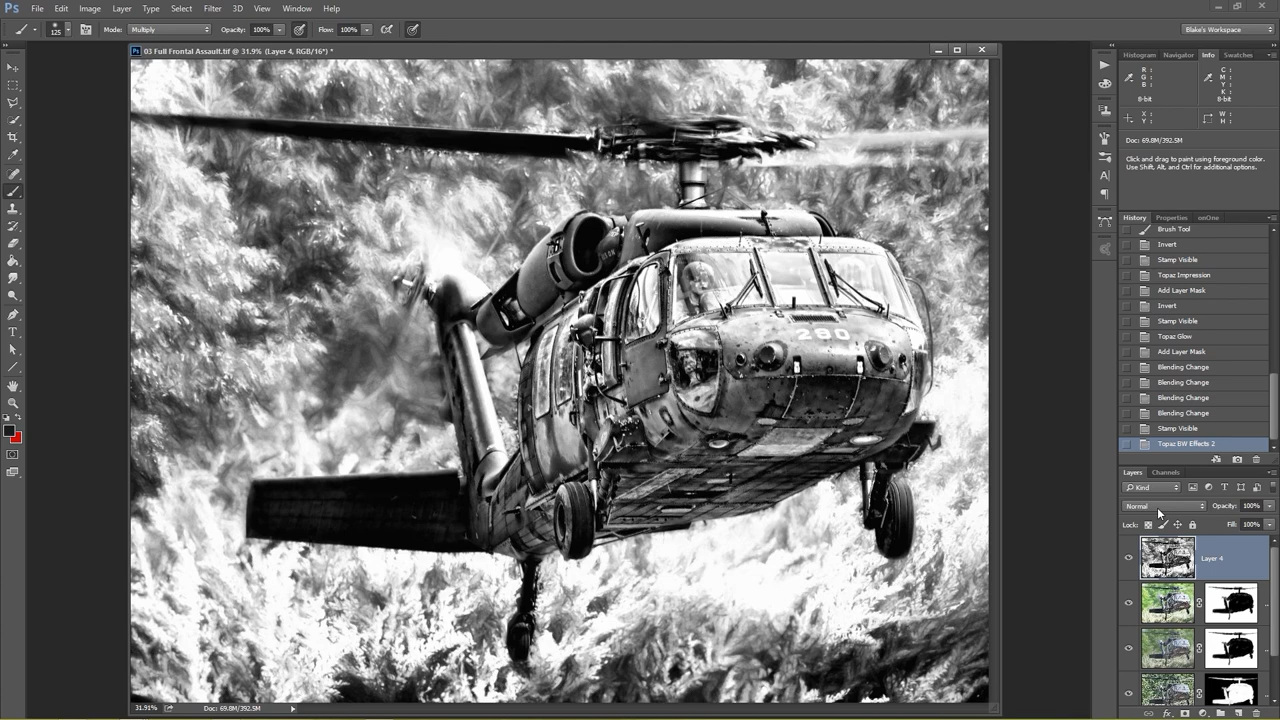 Ps File Edit Image Layer Type Select Filter 3D View Window Help
125 Mode: Multiply Opacity: 100% Flow: 100% Blake's Workspace
03 Full Frontal Assault.tif @ 31.9% (Layer 4, RGB/16*) *
Histogram Navigator Info Swatches
R : C :
G : M :
B : Y :
K :
8-bit 8-bit
X : W :
Y : H :
Doc: 69.8M/392.5M
Click and drag to paint using foreground color.
Use Shift, Alt, and Ctrl for additional options.
History Properties onOne
Brush Tool
Invert
Stamp Visible
Topaz Impression
Add Layer Mask
Invert
Stamp Visible
Topaz Glow
Add Layer Mask
Blending Change
Blending Change
Blending Change
Blending Change
Stamp Visible
Topaz BW Effects 2
Layers Channels
Kind
Normal Opacity: 100%
Lock: Fill: 100%
Layer 4
280
31.91% Doc: 69.8M/392.5M